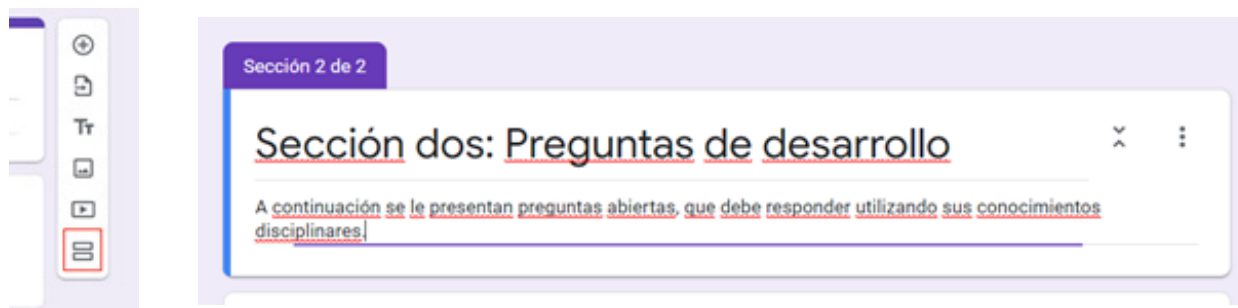 Tт
Sección 2 de 2
Sección dos: Preguntas de desarrollo
A continuación se le presentan preguntas abiertas, que debe responder utilizando sus conocimientos
disciplinares.